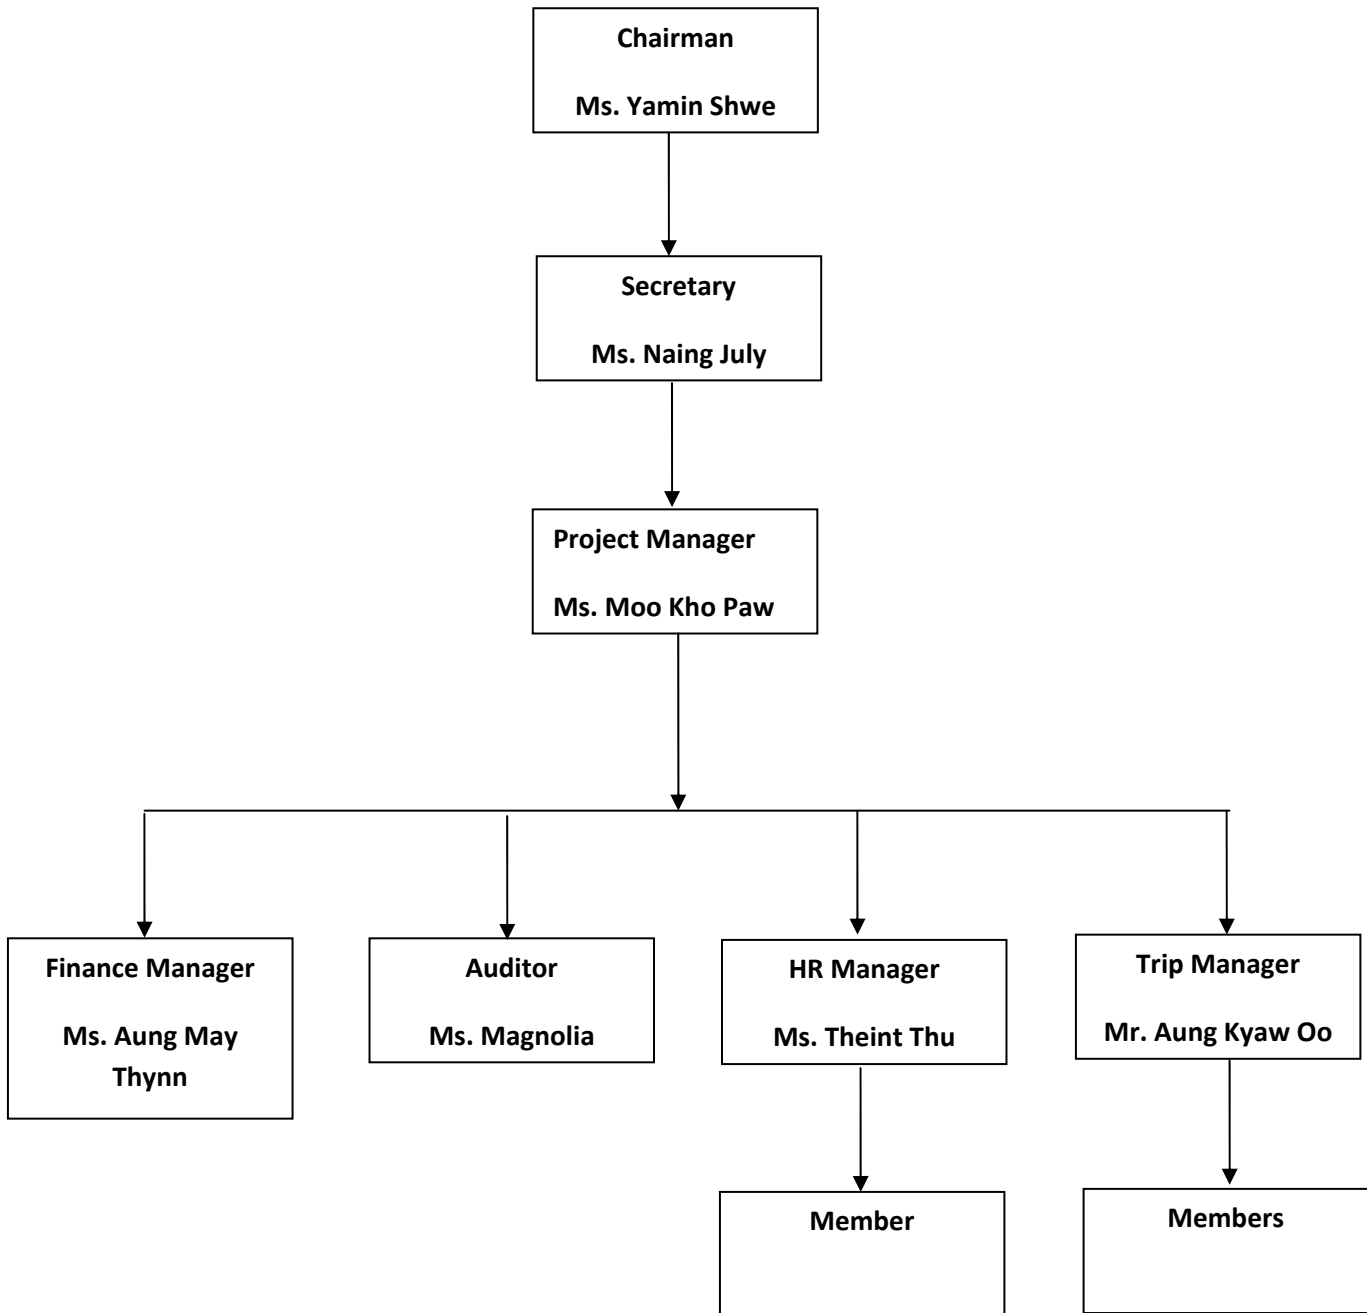 Chairman
Ms. Yamin Shwe
Secretary
Ms. Naing July
Project Manager
Ms. Moo Kho Paw
Finance Manager
Ms. Aung May
Thynn
Auditor
Ms. Magnolia
HR Manager
Ms. Theint Thu
Trip Manager
Mr. Aung Kyaw Oo
Member
Members